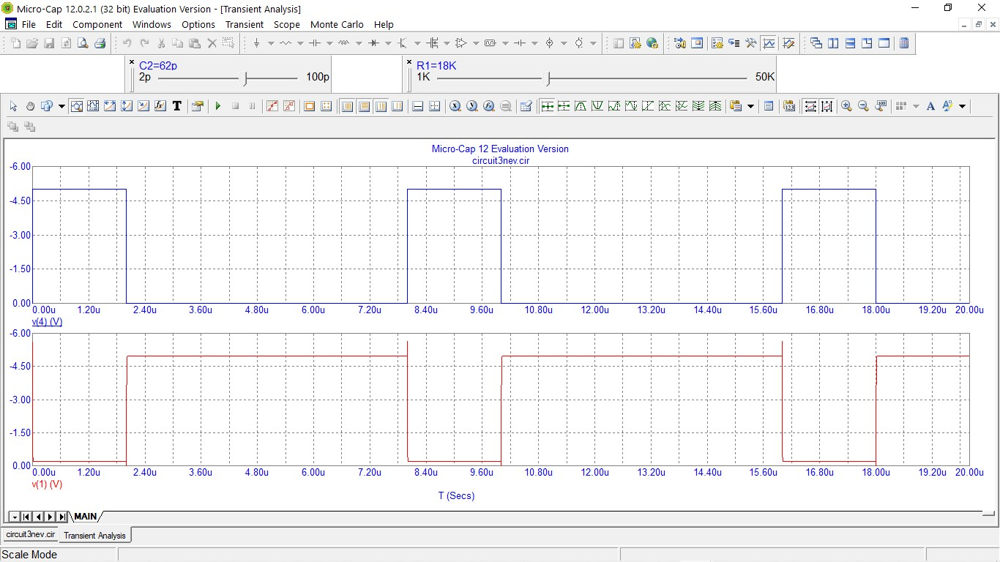 Micro-Cap 12.0.2.1 (32 bit) Evaluation Version - [Transient Analysis]
File Edit Component Windows Options Transient Scope Monte Carlo Help
C2=62p
2p 100p
R1=18K
1K 50K
Micro-Cap 12 Evaluation Version
circuit3nev.cir
-6.00
-4.50
-3.00
-1.50
0.00
0.00u 1.20u 2.40u 3.60u 4.80u 6.00u 7.20u 8.40u 9.60u 10.80u 12.00u 13.20u 14.40u 15.60u 16.80u 18.00u 19.20u 20.00u
v(4) (V)
-6.00
-4.50
-3.00
-1.50
0.00
0.00u 1.20u 2.40u 3.60u 4.80u 6.00u 7.20u 8.40u 9.60u 10.80u 12.00u 13.20u 14.40u 15.60u 16.80u 18.00u 19.20u 20.00u
v(1) (V)
T (Secs)
MAIN
circuit3nev.cir Transient Analysis
Scale Mode